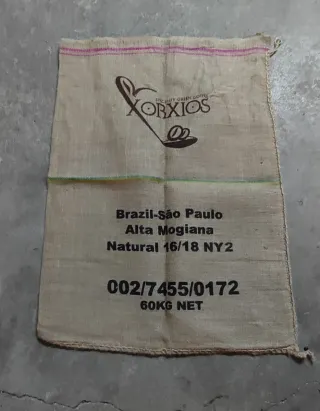 XORXIOS
Brazil-São Paulo
Alta Mogiana
Natural 16/18 NY2
002/7455/0172
60KG NET